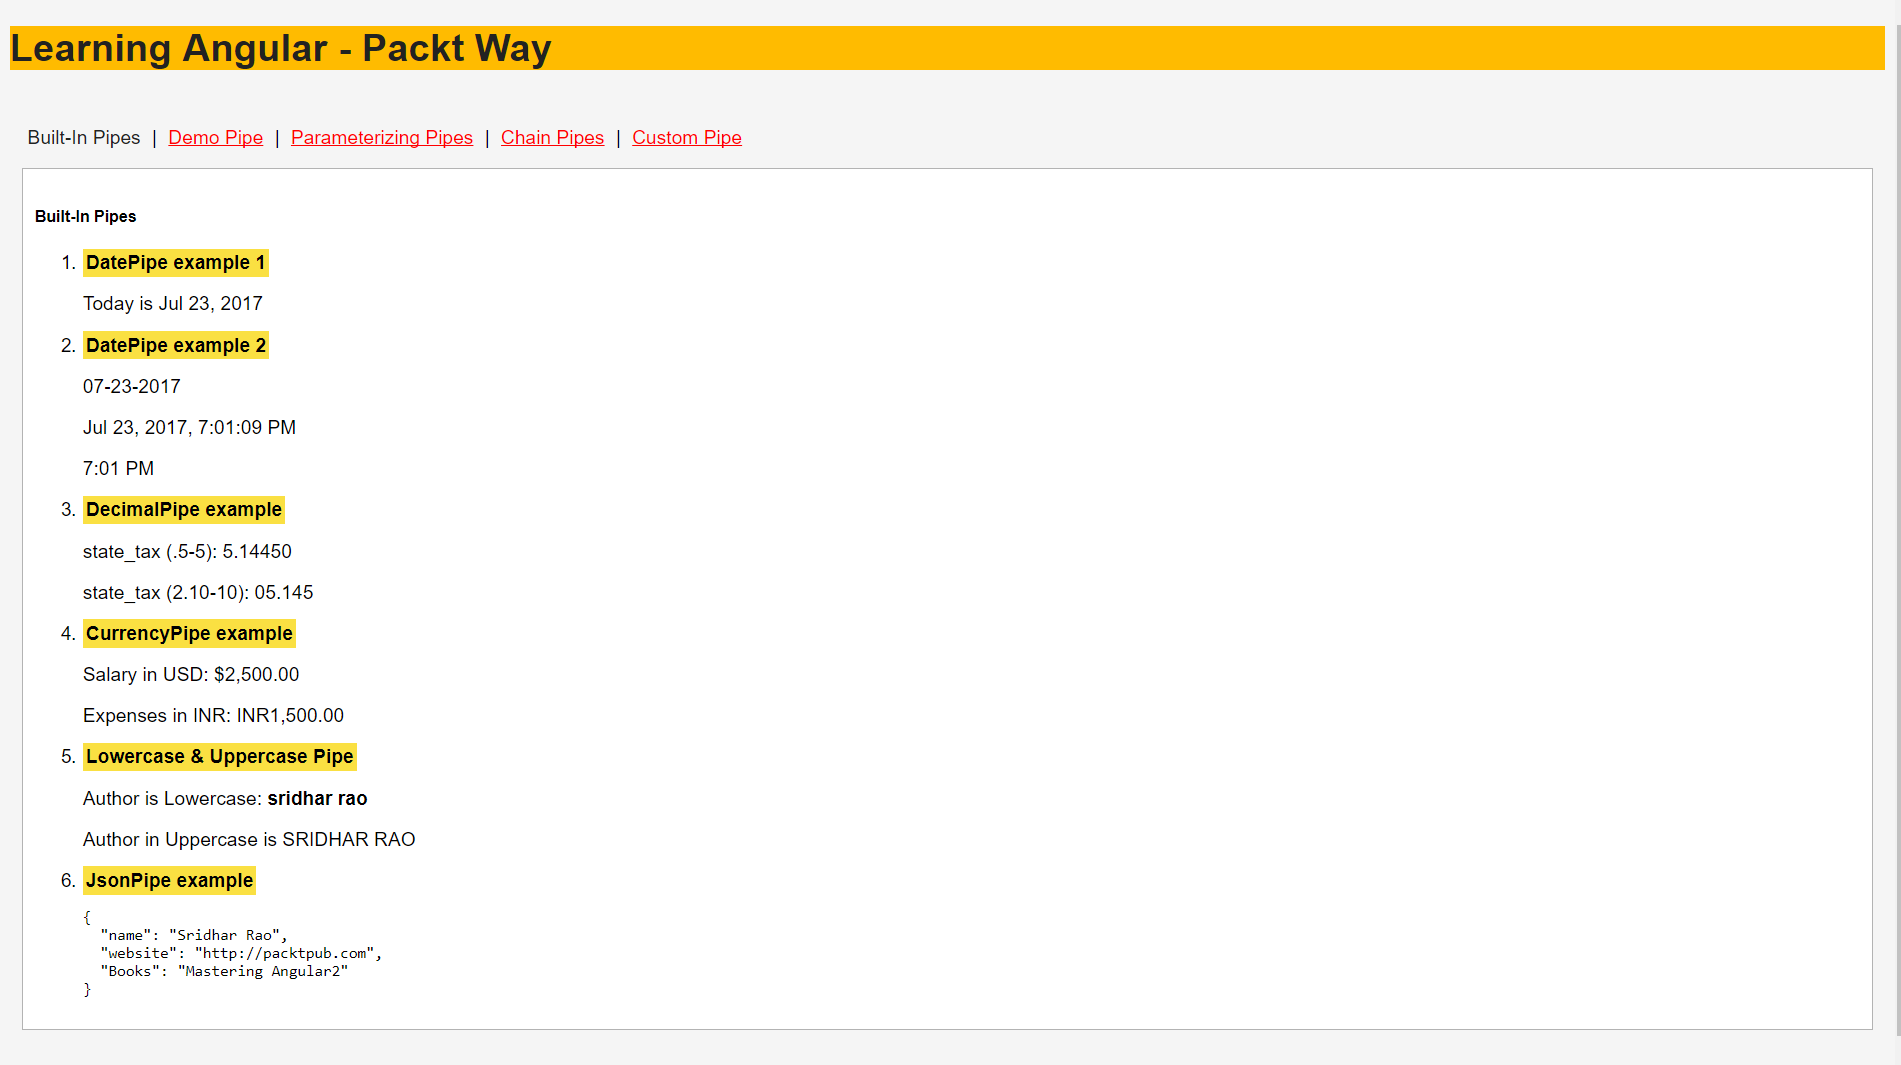 Learning Angular - Packt Way
Built-In Pipes | Demo Pipe | Parameterizing Pipes | Chain Pipes | Custom Pipe
Built-In Pipes
1. DatePipe example 1
Today is Jul 23, 2017
2. DatePipe example 2
07-23-2017
Jul 23, 2017, 7:01:09 PM
7:01 PM
3. DecimalPipe example
state_tax (.5-5): 5.14450
state_tax (2.10-10): 05.145
4. CurrencyPipe example
Salary in USD: $2,500.00
Expenses in INR: INR1,500.00
5. Lowercase & Uppercase Pipe
Author is Lowercase: sridhar rao
Author in Uppercase is SRIDHAR RAO
6. JsonPipe example
{
  "name": "Sridhar Rao",
  "website": "http://packtpub.com",
  "Books": "Mastering Angular2"
}